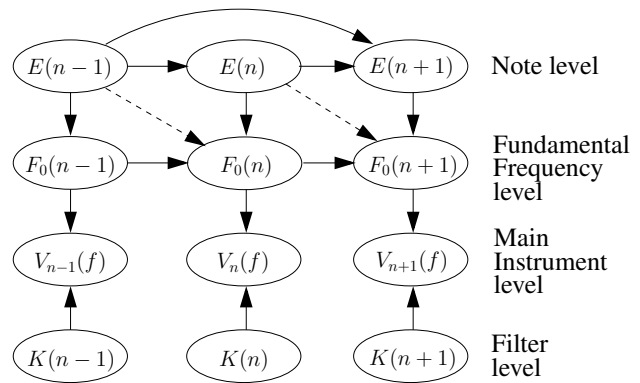 E(n − 1) E(n) E(n + 1) Note level
F₀(n − 1) F₀(n) F₀(n + 1) Fundamental
Frequency
level
Vₙ₋₁(f) Vₙ(f) Vₙ₊₁(f) Main
Instrument
level
K(n − 1) K(n) K(n + 1) Filter
level